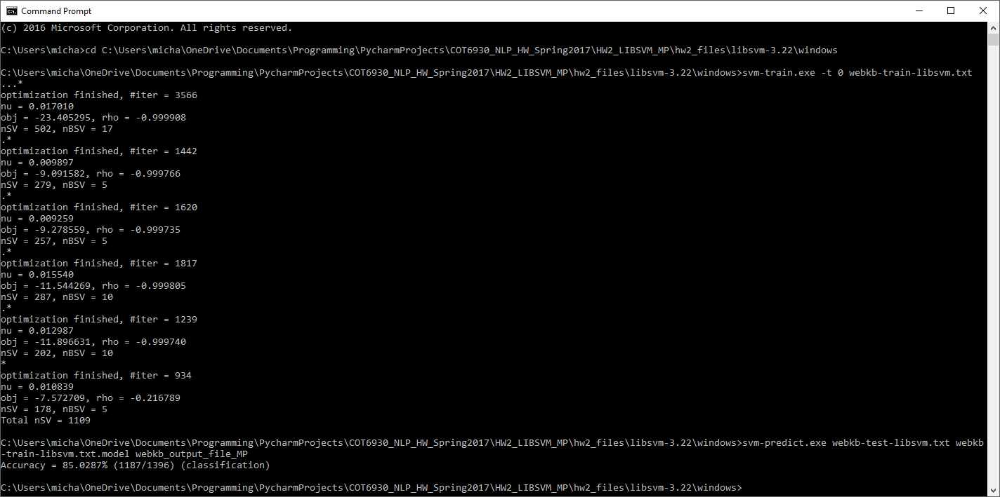 Command Prompt
(c) 2016 Microsoft Corporation. All rights reserved.
C:\Users\micha>cd C:\Users\micha\OneDrive\Documents\Programming\PycharmProjects\COT6930_NLP_HW_Spring2017\HW2_LIBSVM_MP\hw2_files\libsvm-3.22\windows
C:\Users\micha\OneDrive\Documents\Programming\PycharmProjects\COT6930_NLP_HW_Spring2017\HW2_LIBSVM_MP\hw2_files\libsvm-3.22\windows>svm-train.exe -t 0 webkb-train-libsvm.txt
...*
optimization finished, #iter = 3566
nu = 0.017010
obj = -23.405295, rho = -0.999908
nSV = 502, nBSV = 17
.*
optimization finished, #iter = 1442
nu = 0.009897
obj = -9.091582, rho = -0.999766
nSV = 279, nBSV = 5
.*
optimization finished, #iter = 1620
nu = 0.009259
obj = -9.278559, rho = -0.999735
nSV = 257, nBSV = 5
.*
optimization finished, #iter = 1817
nu = 0.015540
obj = -11.544269, rho = -0.999805
nSV = 287, nBSV = 10
.*
optimization finished, #iter = 1239
nu = 0.012987
obj = -11.896631, rho = -0.999740
nSV = 202, nBSV = 10
*
optimization finished, #iter = 934
nu = 0.010839
obj = -7.572709, rho = -0.216789
nSV = 178, nBSV = 5
Total nSV = 1109
C:\Users\micha\OneDrive\Documents\Programming\PycharmProjects\COT6930_NLP_HW_Spring2017\HW2_LIBSVM_MP\hw2_files\libsvm-3.22\windows>svm-predict.exe webkb-test-libsvm.txt webkb
-train-libsvm.txt.model webkb_output_file_MP
Accuracy = 85.0287% (1187/1396) (classification)
C:\Users\micha\OneDrive\Documents\Programming\PycharmProjects\COT6930_NLP_HW_Spring2017\HW2_LIBSVM_MP\hw2_files\libsvm-3.22\windows>